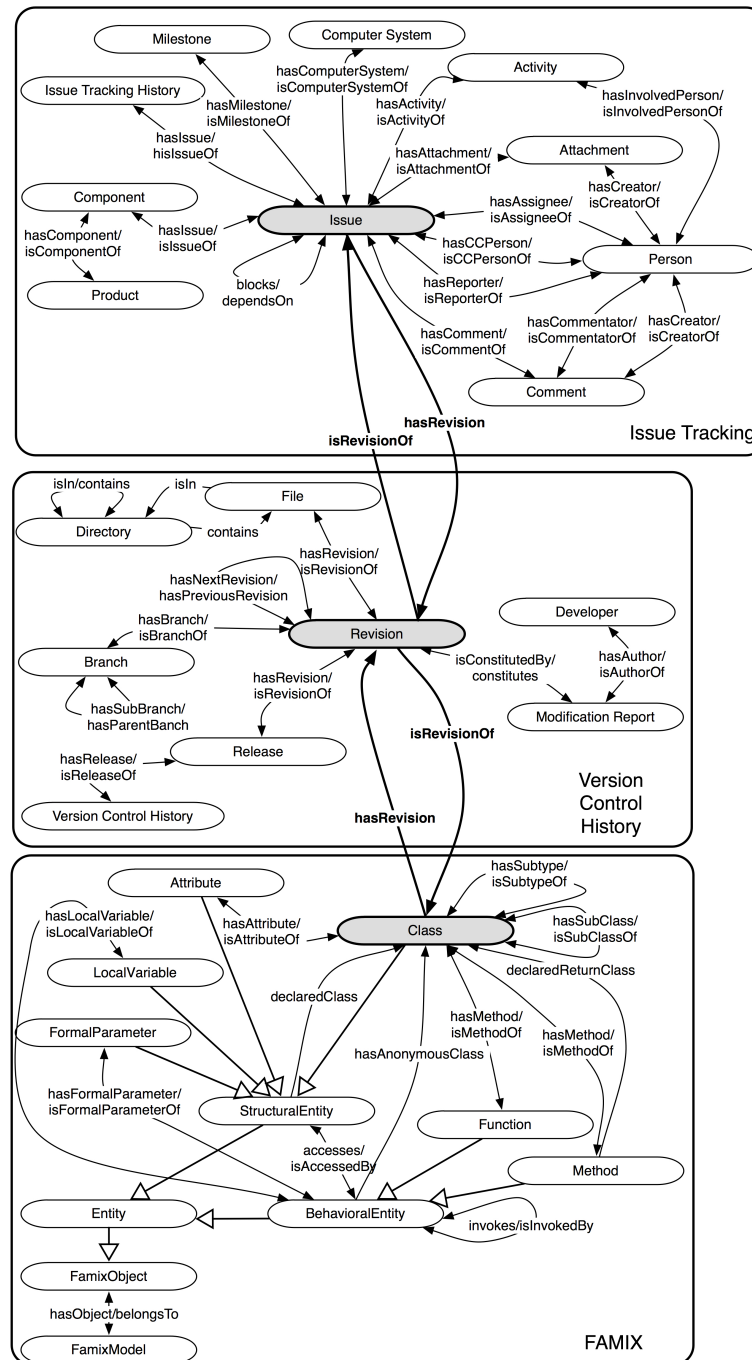 Milestone
Computer System
Activity
Issue Tracking History
hasMilestone/
isMilestoneOf
hasComputerSystem/
isComputerSystemOf
hasActivity/
isActivityOf
hasInvolvedPerson/
isInvolvedPersonOf
hasIssue/
hisIssueOf
hasAttachment/
isAttachmentOf
Attachment
Component
hasIssue/
isIssueOf
Issue
hasAssignee/
isAssigneeOf
hasCreator/
isCreatorOf
hasComponent/
isComponentOf
hasCCPerson/
isCCPersonOf
Person
Product
blocks/
dependsOn
hasReporter/
isReporterOf
hasComment/
isCommentOf
hasCommentator/
isCommentatorOf
hasCreator/
isCreatorOf
Comment
hasRevision
isRevisionOf
Issue Tracking
isIn/contains
isIn
File
Directory
contains
hasRevision/
isRevisionOf
hasNextRevision/
hasPreviousRevision
Developer
hasBranch/
isBranchOf
Revision
Branch
hasRevision/
isRevisionOf
isConstitutedBy/
constitutes
hasAuthor/
isAuthorOf
hasSubBranch/
hasParentBanch
Modification Report
isRevisionOf
Release
hasRelease/
isReleaseOf
Version Control History
hasRevision
Version
Control
History
Attribute
hasSubtype/
isSubtypeOf
hasLocalVariable/
isLocalVariableOf
hasAttribute/
isAttributeOf
Class
hasSubClass/
isSubClassOf
LocalVariable
declaredClass
declaredReturnClass
FormalParameter
hasMethod/
isMethodOf
hasMethod/
isMethodOf
hasAnonymousClass
hasFormalParameter/
isFormalParameterOf
StructuralEntity
Function
accesses/
isAccessedBy
Method
Entity
BehavioralEntity
invokes/isInvokedBy
FamixObject
hasObject/belongsTo
FamixModel
FAMIX